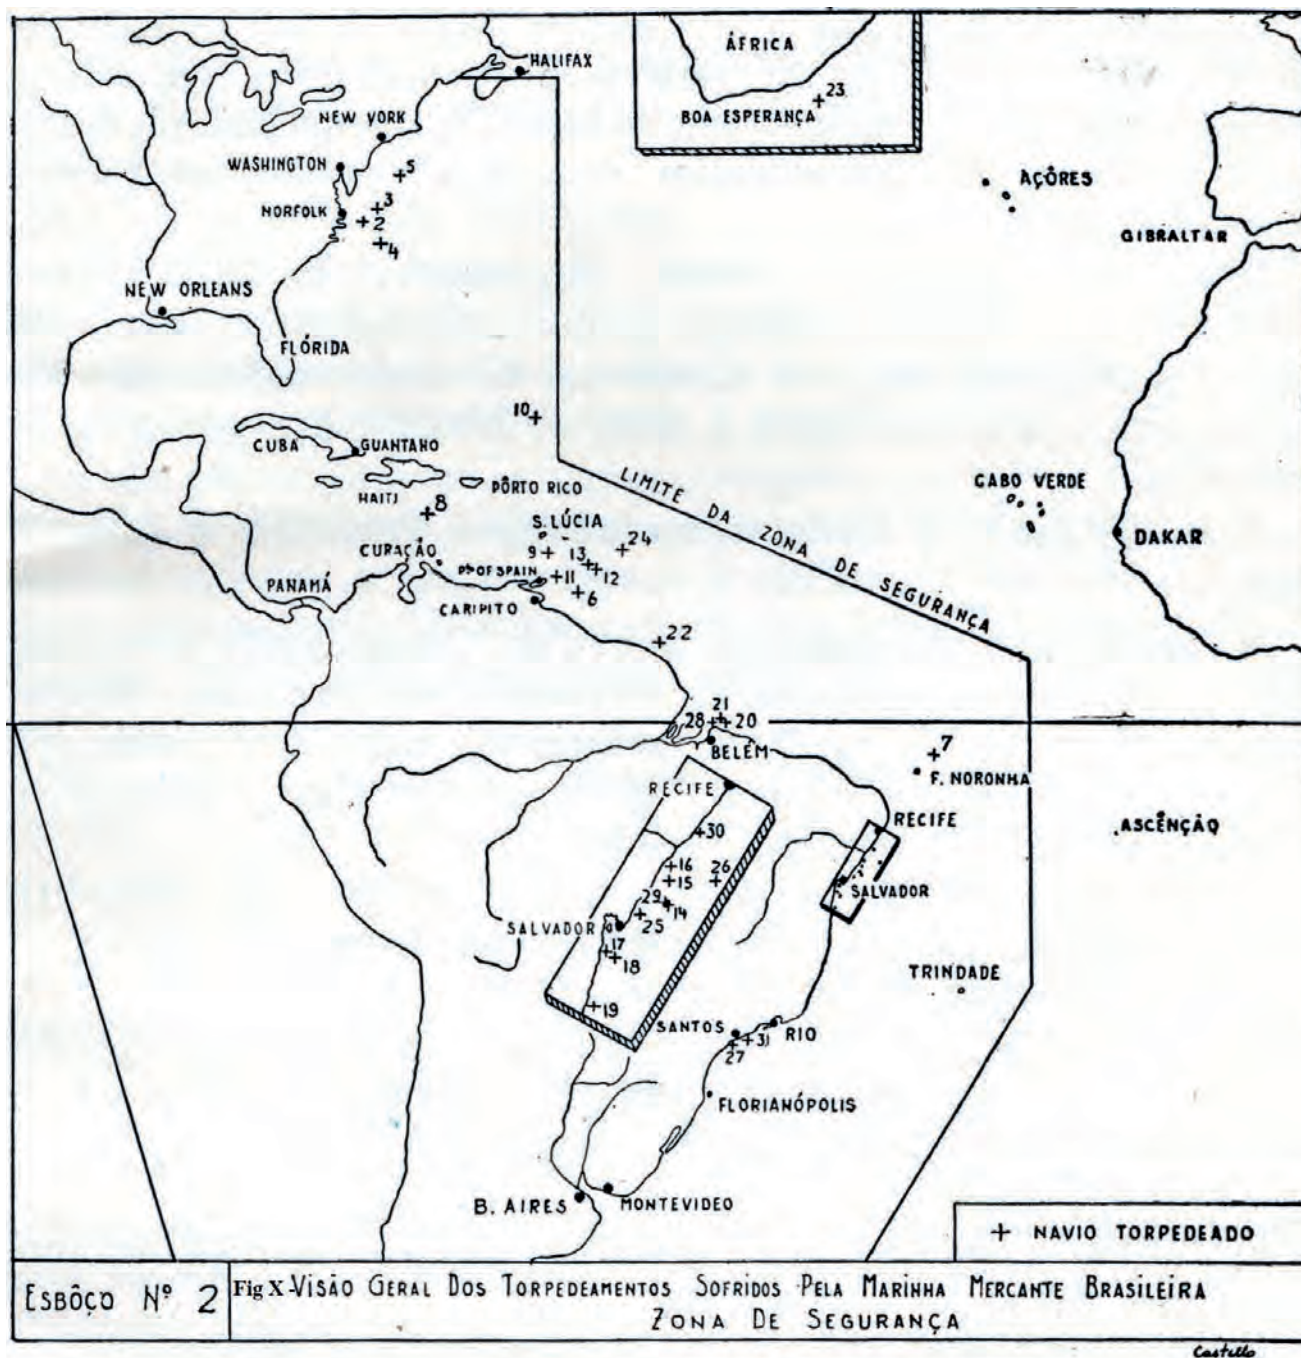 ÁFRICA
HALIFAX
23
BOA ESPERANÇA
NEW YORK
WASHINGTON
5
AÇÔRES
3
NORFOLK
2
GIBRALTAR
4
NEW ORLEANS
FLÓRIDA
10
CUBA
GUANTANO
LIMITE DA ZONA DE SEGURANÇA
HAITI
PÔRTO RICO
CABO VERDE
8
S. LÚCIA
24
DAKAR
CURAÇÃO
9
13
PTO OF SPAIN
11
12
PANAMÁ
CARIPITO
6
22
21
28
20
BELÉM
7
F. NORONHA
RECIFE
RECIFE
ASCENÇÃO
30
16
15
26
SALVADOR
29
14
SALVADOR
25
17
18
TRINDADE
19
SANTOS
RIO
31
27
FLORIANÓPOLIS
B. AIRES
MONTEVIDEO
+ NAVIO TORPEDEADO
ESBÔÇO Nº 2
Fig X-VISÃO GERAL DOS TORPEDEAMENTOS SOFRIDOS PELA MARINHA MERCANTE BRASILEIRA
ZONA DE SEGURANÇA
Castello